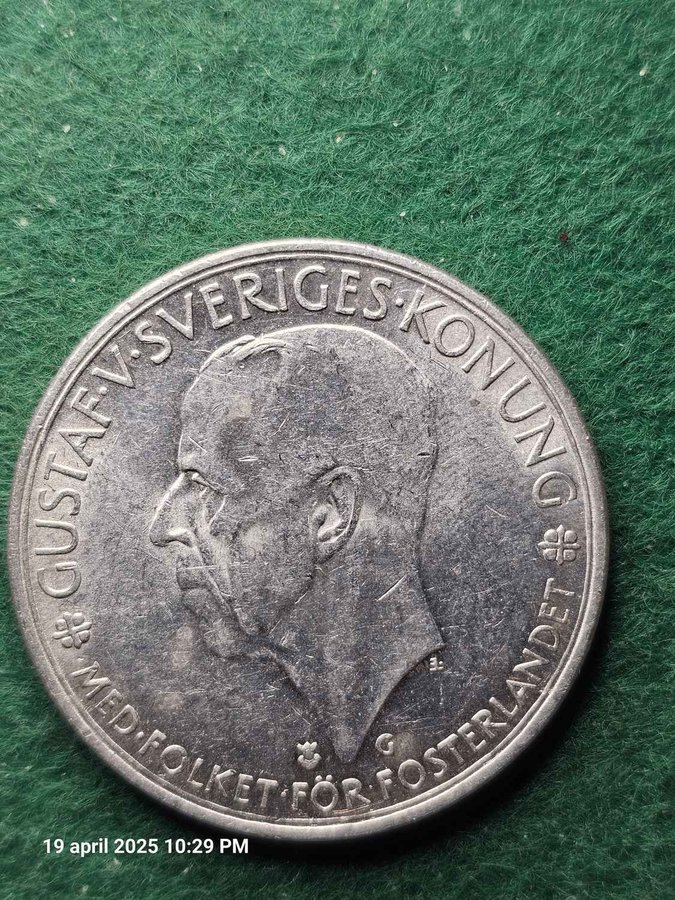 GUSTAF·V·SVERIGES·KONUNG
·MED·FOLKET·FÖR·FOSTERLANDET
E:
G
19 april 2025 10:29 PM